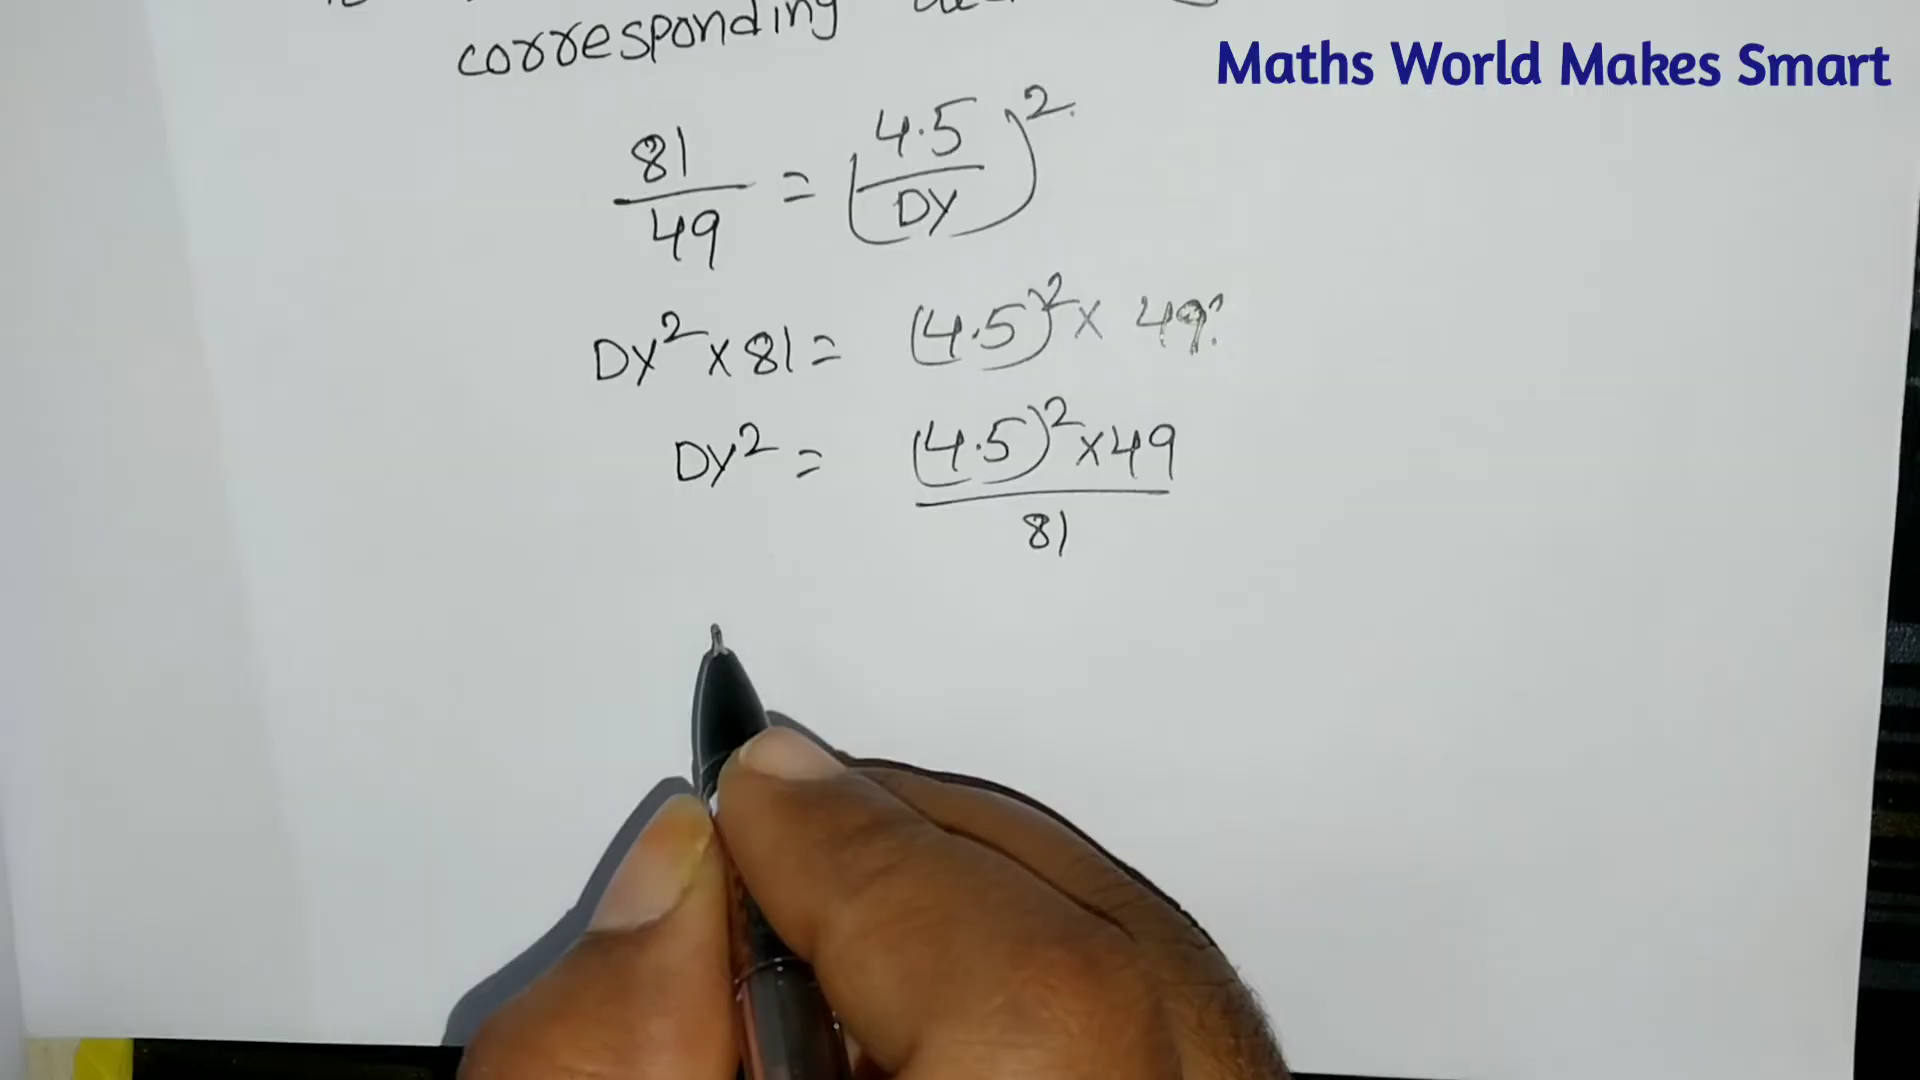 corresponding
Maths World Makes Smart
81/49 = (4.5/DY)²
DY² × 81 = (4.5)² × 49
DY² = (4.5)² × 49 / 81